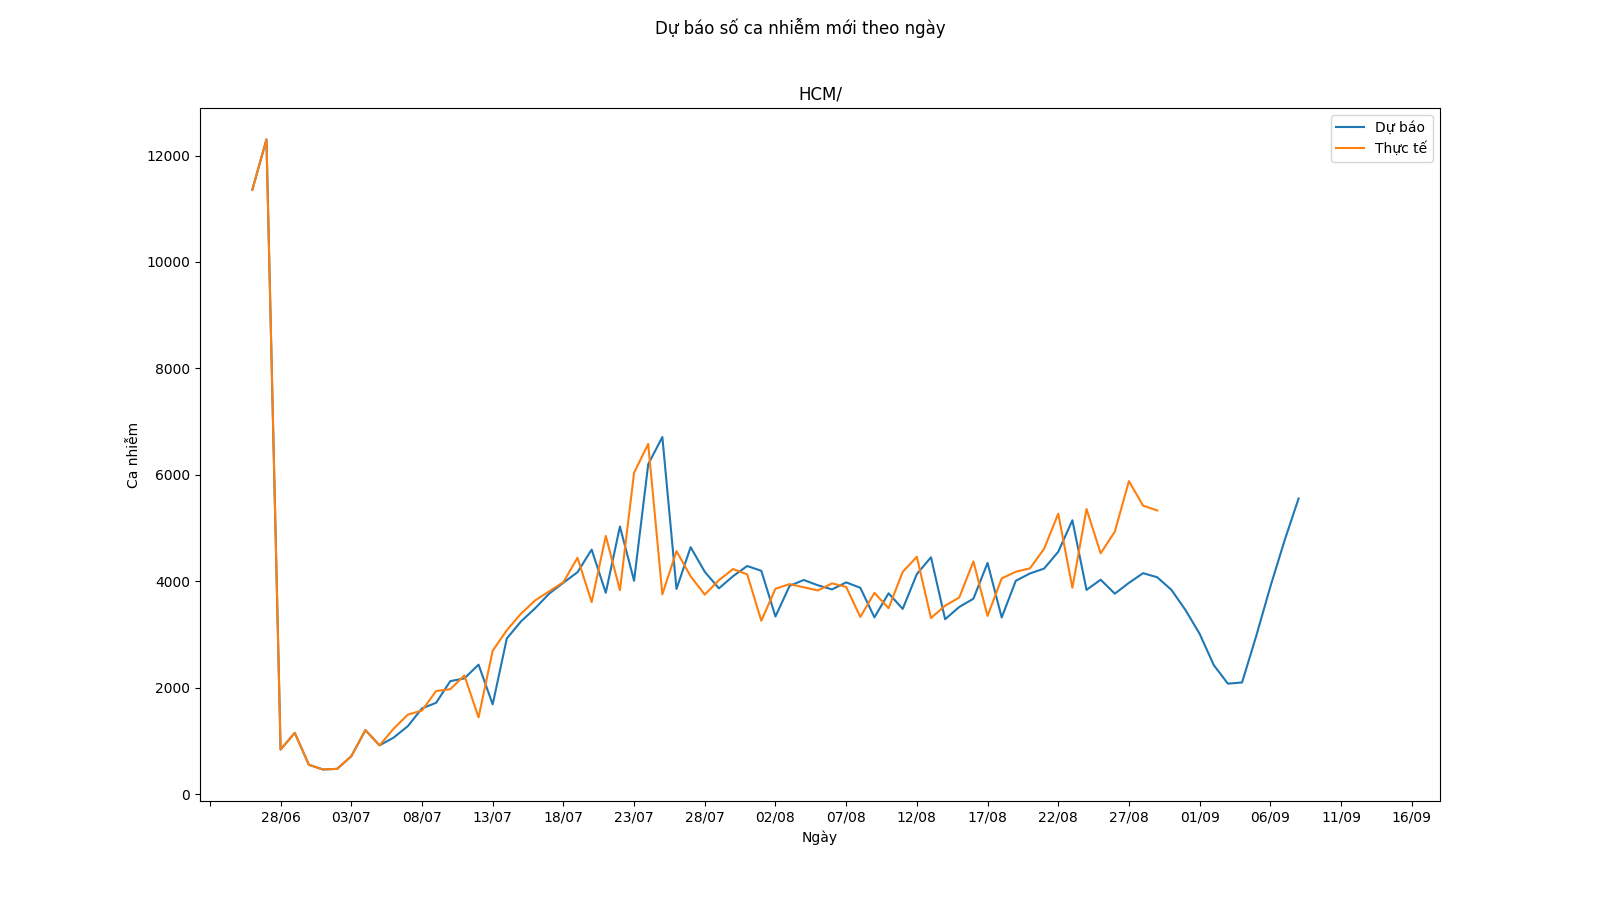 Dự báo số ca nhiễm mới theo ngày
HCM/
Dự báo
Thực tế
12000
10000
8000
6000
4000
2000
0
Ca nhiễm
28/06 03/07 08/07 13/07 18/07 23/07 28/07 02/08 07/08 12/08 17/08 22/08 27/08 01/09 06/09 11/09 16/09
Ngày